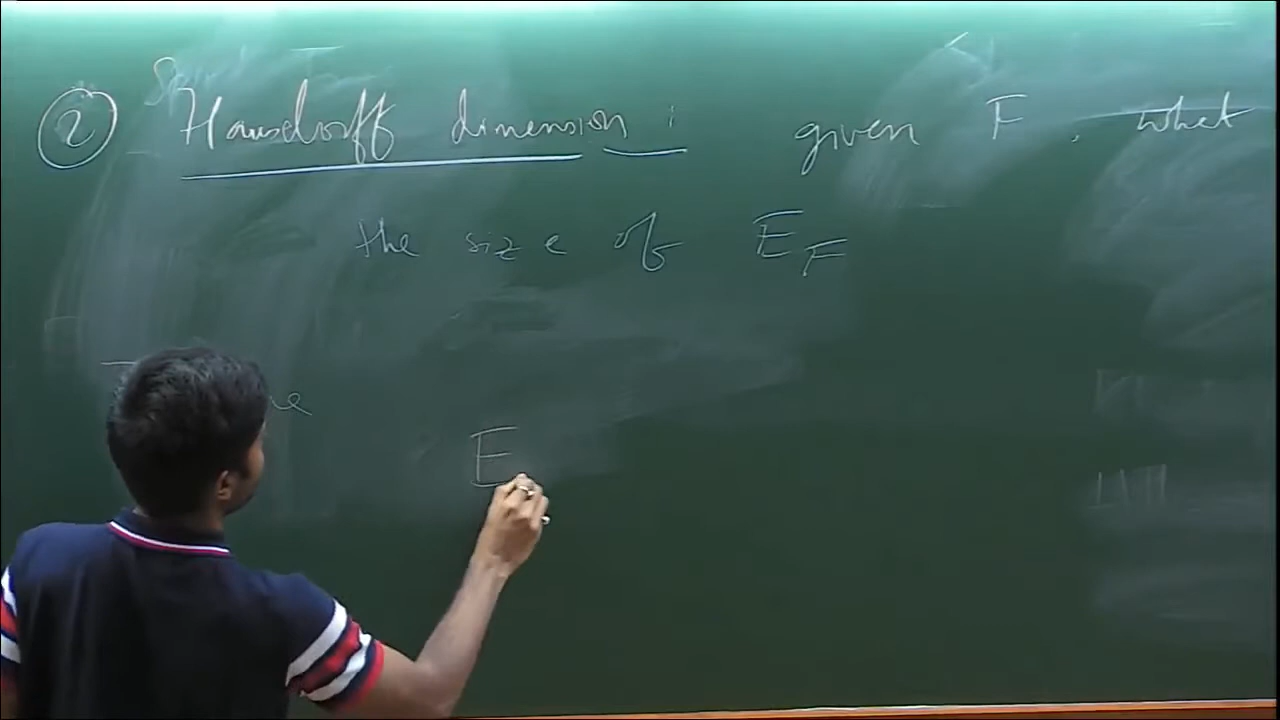 ② Hausdorff dimension : given F, what
the size of E_F
E